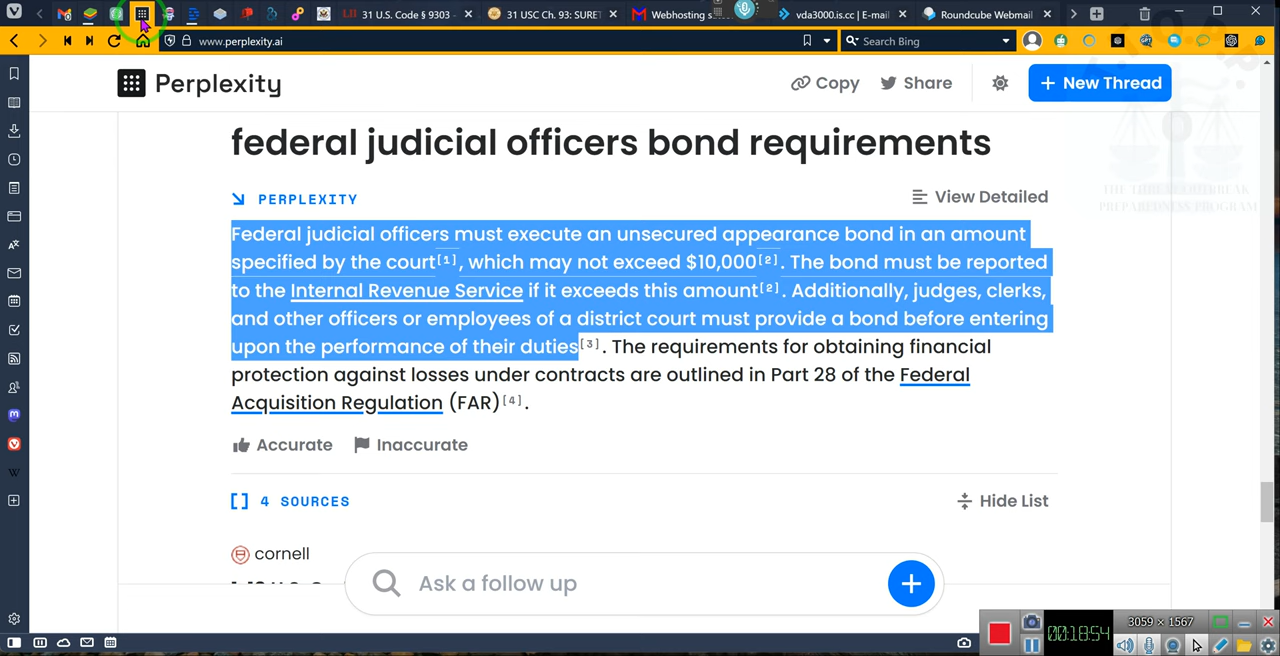 31 U.S. Code § 9303 -
31 USC Ch. 93: SURET
Webhosting s
vda3000.is.cc | E-mail
Roundcube Webmail
www.perplexity.ai
Search Bing
Perplexity
Copy
Share
New Thread
THE THIRD OUTBREAK
PREPAREDNESS PROGRAM
federal judicial officers bond requirements
PERPLEXITY
View Detailed
Federal judicial officers must execute an unsecured appearance bond in an amount
specified by the court[1], which may not exceed $10,000[2]. The bond must be reported
to the Internal Revenue Service if it exceeds this amount[2]. Additionally, judges, clerks,
and other officers or employees of a district court must provide a bond before entering
upon the performance of their duties[3]. The requirements for obtaining financial
protection against losses under contracts are outlined in Part 28 of the Federal
Acquisition Regulation (FAR)[4].
Accurate
Inaccurate
4 SOURCES
Hide List
cornell
Ask a follow up
3059 × 1567
00:18:54